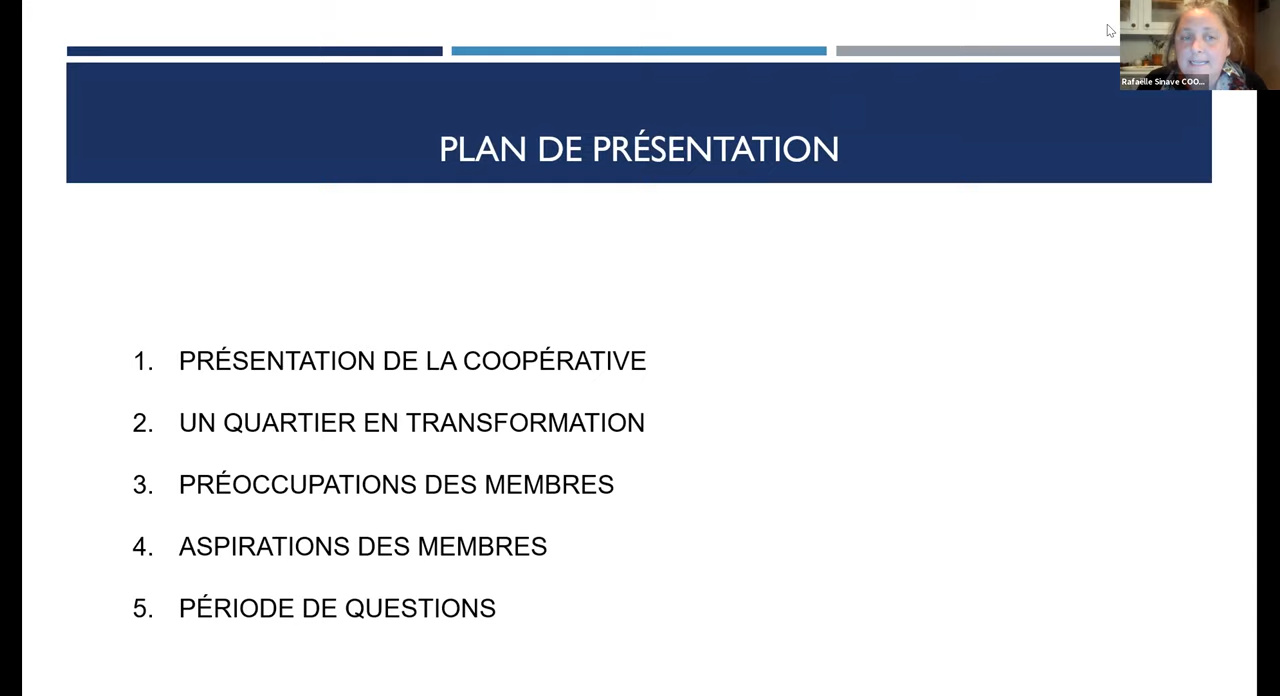 Rafaëlle Sinave COO...
PLAN DE PRÉSENTATION
1. PRÉSENTATION DE LA COOPÉRATIVE
2. UN QUARTIER EN TRANSFORMATION
3. PRÉOCCUPATIONS DES MEMBRES
4. ASPIRATIONS DES MEMBRES
5. PÉRIODE DE QUESTIONS